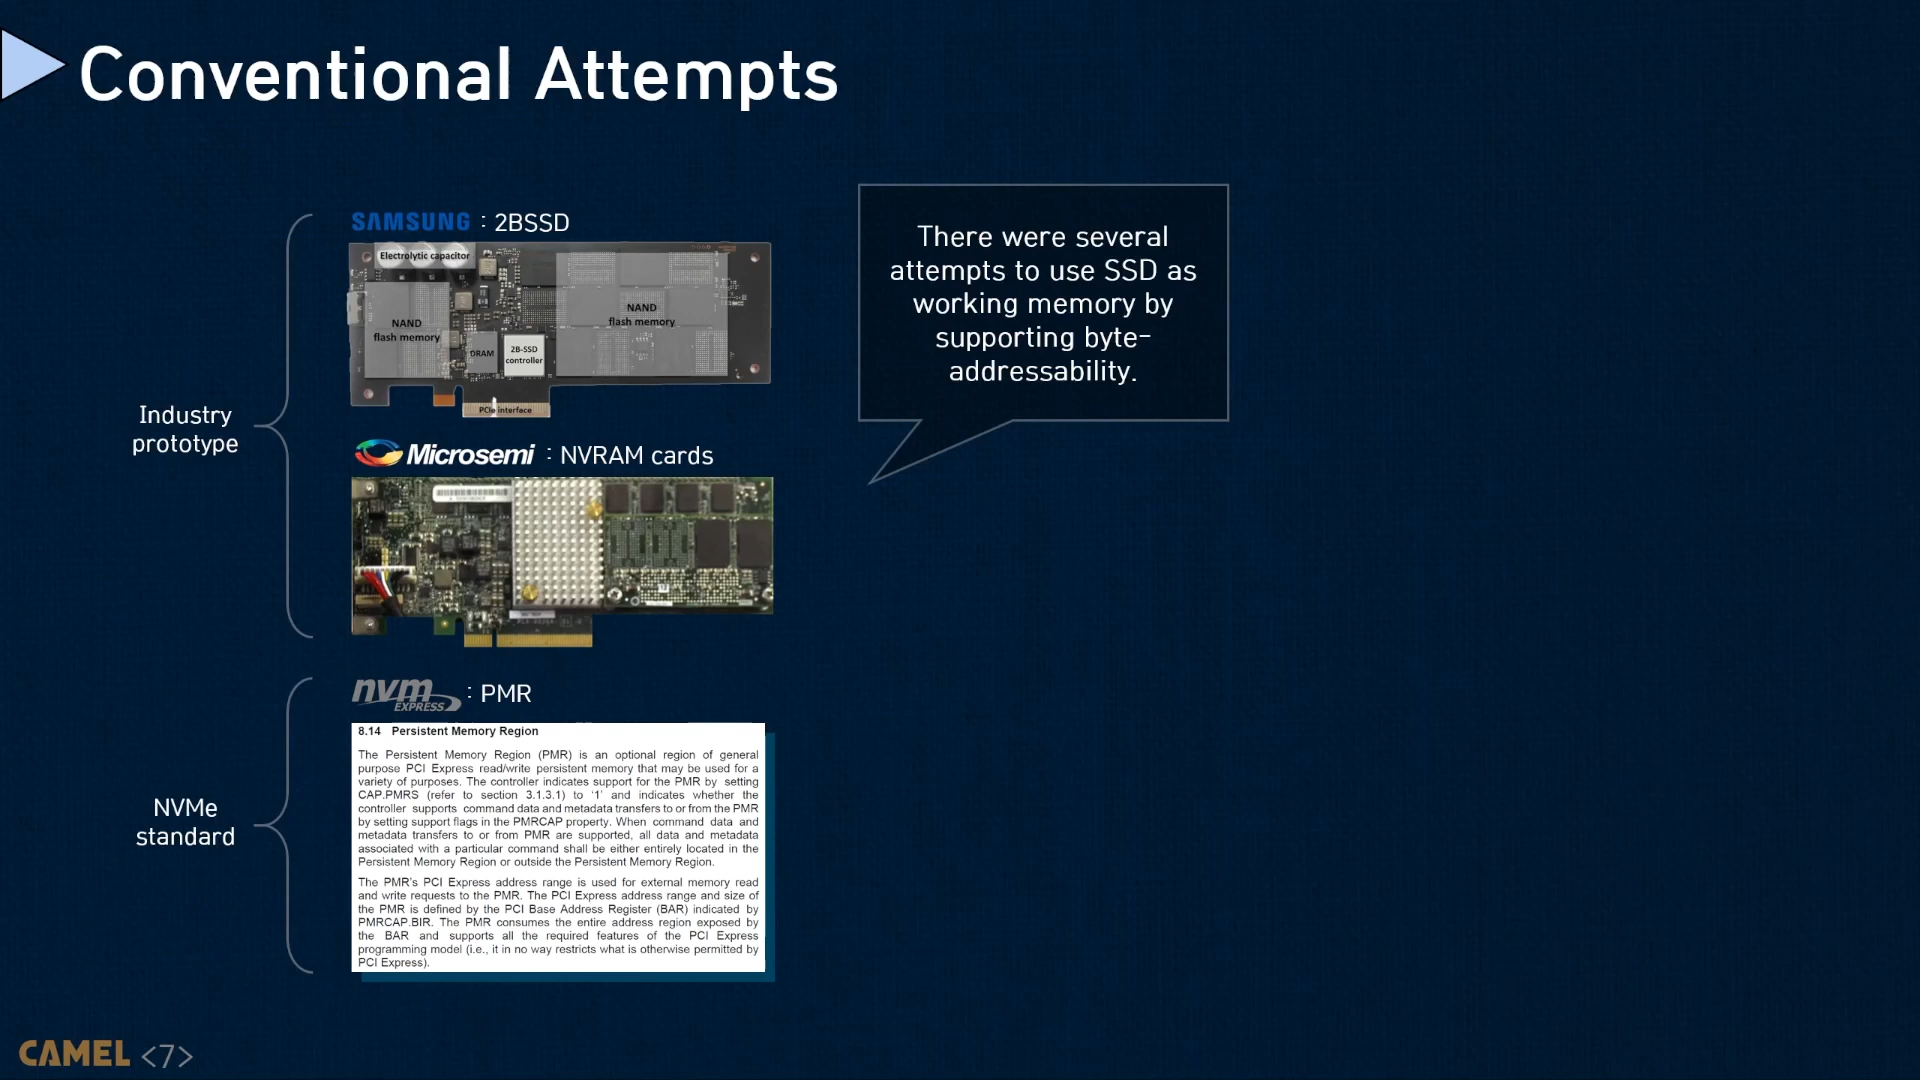 Conventional Attempts
SAMSUNG : 2BSSD
Electrolytic capacitor
NAND
flash memory
NAND
flash memory
DRAM
2B-SSD
controller
PCIe interface
Industry
prototype
Microsemi : NVRAM cards
There were several
attempts to use SSD as
working memory by
supporting byte-
addressability.
nvm EXPRESS : PMR
NVMe
standard
8.14 Persistent Memory Region
The Persistent Memory Region (PMR) is an optional region of general
purpose PCI Express read/write persistent memory that may be used for a
variety of purposes. The controller indicates support for the PMR by setting
CAP.PMRS (refer to section 3.1.3.1) to '1' and indicates whether the
controller supports command data and metadata transfers to or from the PMR
by setting support flags in the PMRCAP property. When command data and
metadata transfers to or from PMR are supported, all data and metadata
associated with a particular command shall be either entirely located in the
Persistent Memory Region or outside the Persistent Memory Region.
The PMR's PCI Express address range is used for external memory read
and write requests to the PMR. The PCI Express address range and size of
the PMR is defined by the PCI Base Address Register (BAR) indicated by
PMRCAP.BIR. The PMR consumes the entire address region exposed by
the BAR and supports all the required features of the PCI Express
programming model (i.e., it in no way restricts what is otherwise permitted by
PCI Express).
CAMEL <7>